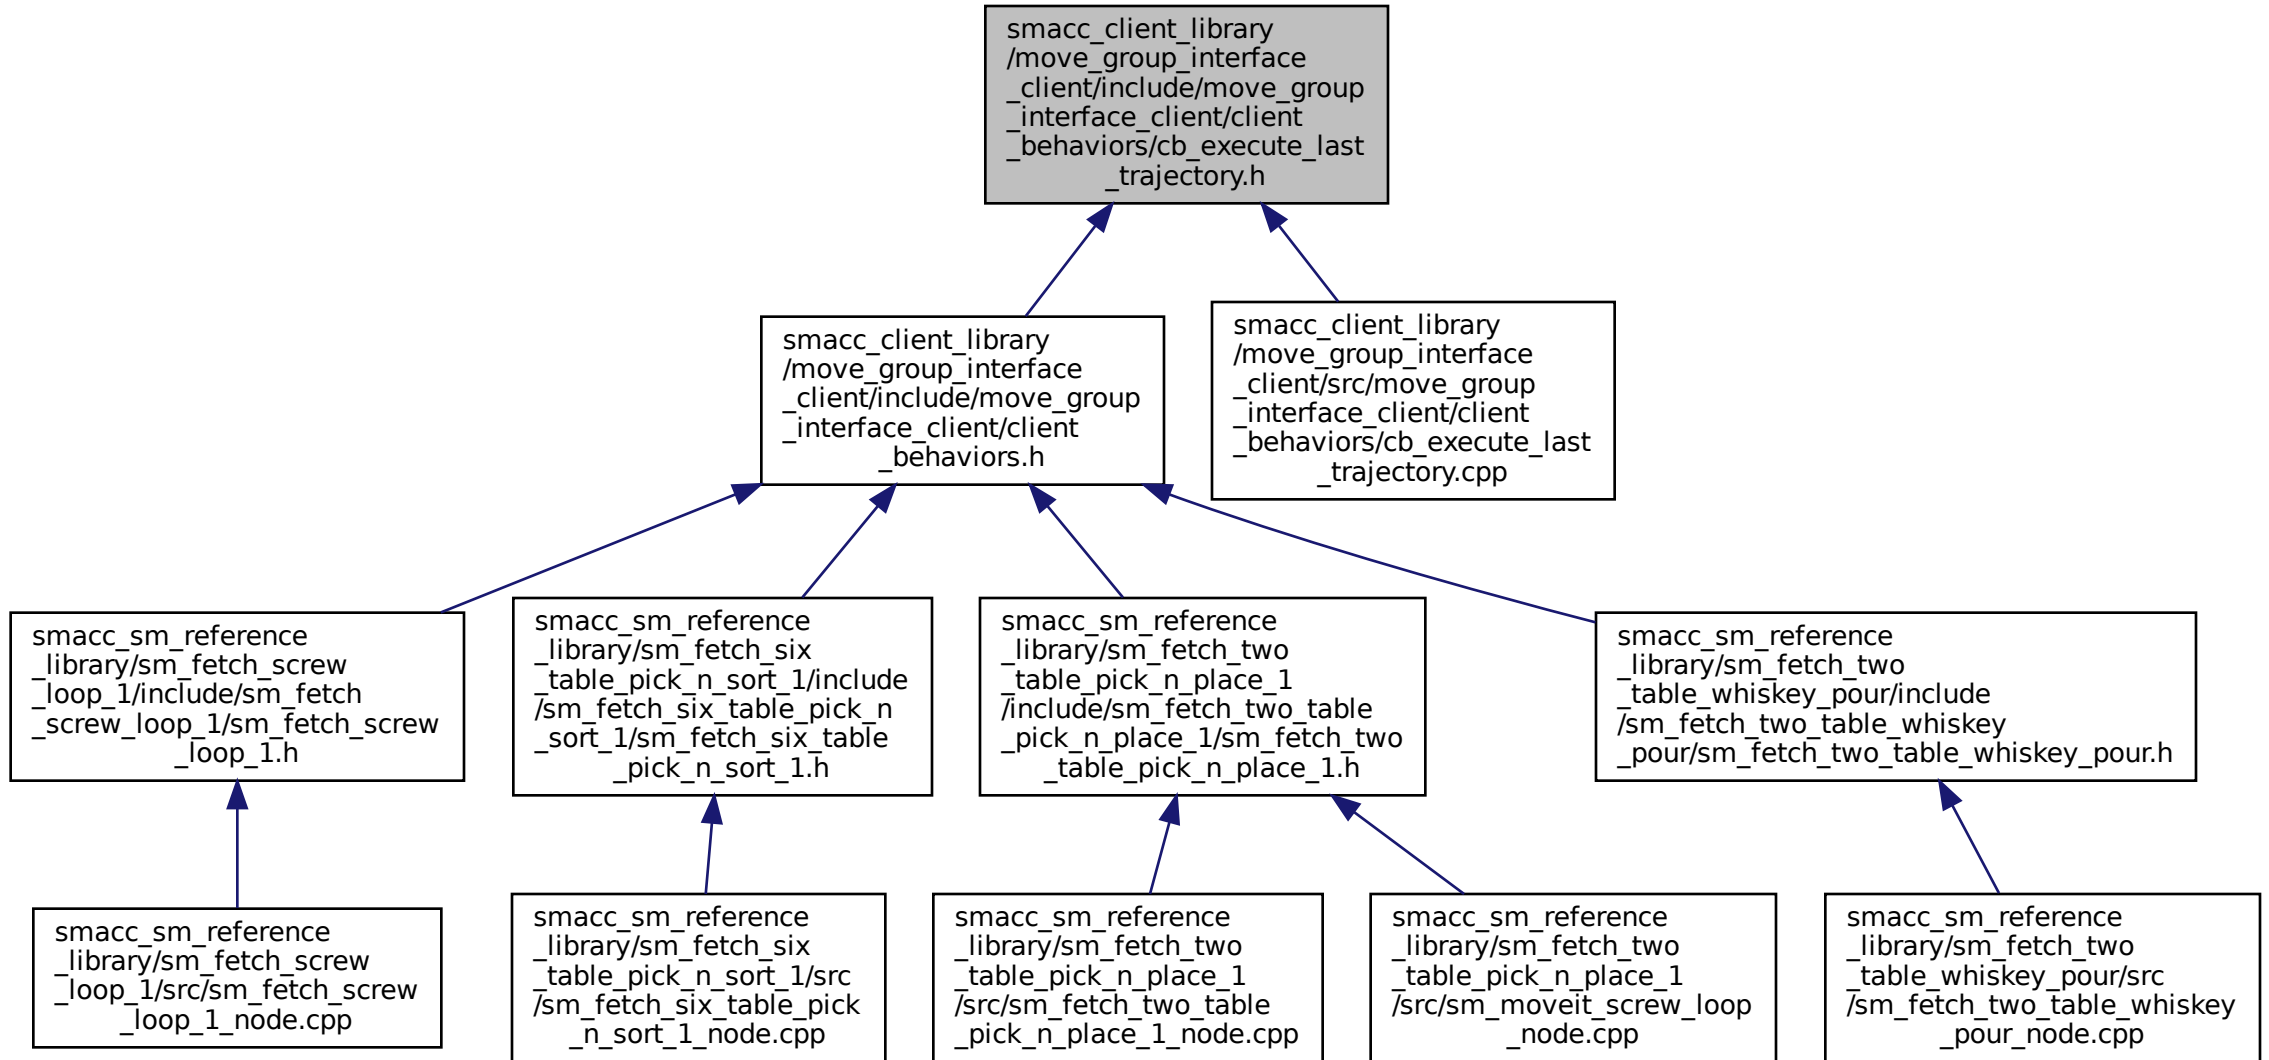 smacc_client_library
/move_group_interface
_client/include/move_group
_interface_client/client
_behaviors/cb_execute_last
_trajectory.h
smacc_client_library
/move_group_interface
_client/include/move_group
_interface_client/client
_behaviors.h
smacc_client_library
/move_group_interface
_client/src/move_group
_interface_client/client
_behaviors/cb_execute_last
_trajectory.cpp
smacc_sm_reference
_library/sm_fetch_screw
_loop_1/include/sm_fetch
_screw_loop_1/sm_fetch_screw
_loop_1.h
smacc_sm_reference
_library/sm_fetch_six
_table_pick_n_sort_1/include
/sm_fetch_six_table_pick_n
_sort_1/sm_fetch_six_table
_pick_n_sort_1.h
smacc_sm_reference
_library/sm_fetch_two
_table_pick_n_place_1
/include/sm_fetch_two_table
_pick_n_place_1/sm_fetch_two
_table_pick_n_place_1.h
smacc_sm_reference
_library/sm_fetch_two
_table_whiskey_pour/include
/sm_fetch_two_table_whiskey
_pour/sm_fetch_two_table_whiskey_pour.h
smacc_sm_reference
_library/sm_fetch_screw
_loop_1/src/sm_fetch_screw
_loop_1_node.cpp
smacc_sm_reference
_library/sm_fetch_six
_table_pick_n_sort_1/src
/sm_fetch_six_table_pick
_n_sort_1_node.cpp
smacc_sm_reference
_library/sm_fetch_two
_table_pick_n_place_1
/src/sm_fetch_two_table
_pick_n_place_1_node.cpp
smacc_sm_reference
_library/sm_fetch_two
_table_pick_n_place_1
/src/sm_moveit_screw_loop
_node.cpp
smacc_sm_reference
_library/sm_fetch_two
_table_whiskey_pour/src
/sm_fetch_two_table_whiskey
_pour_node.cpp